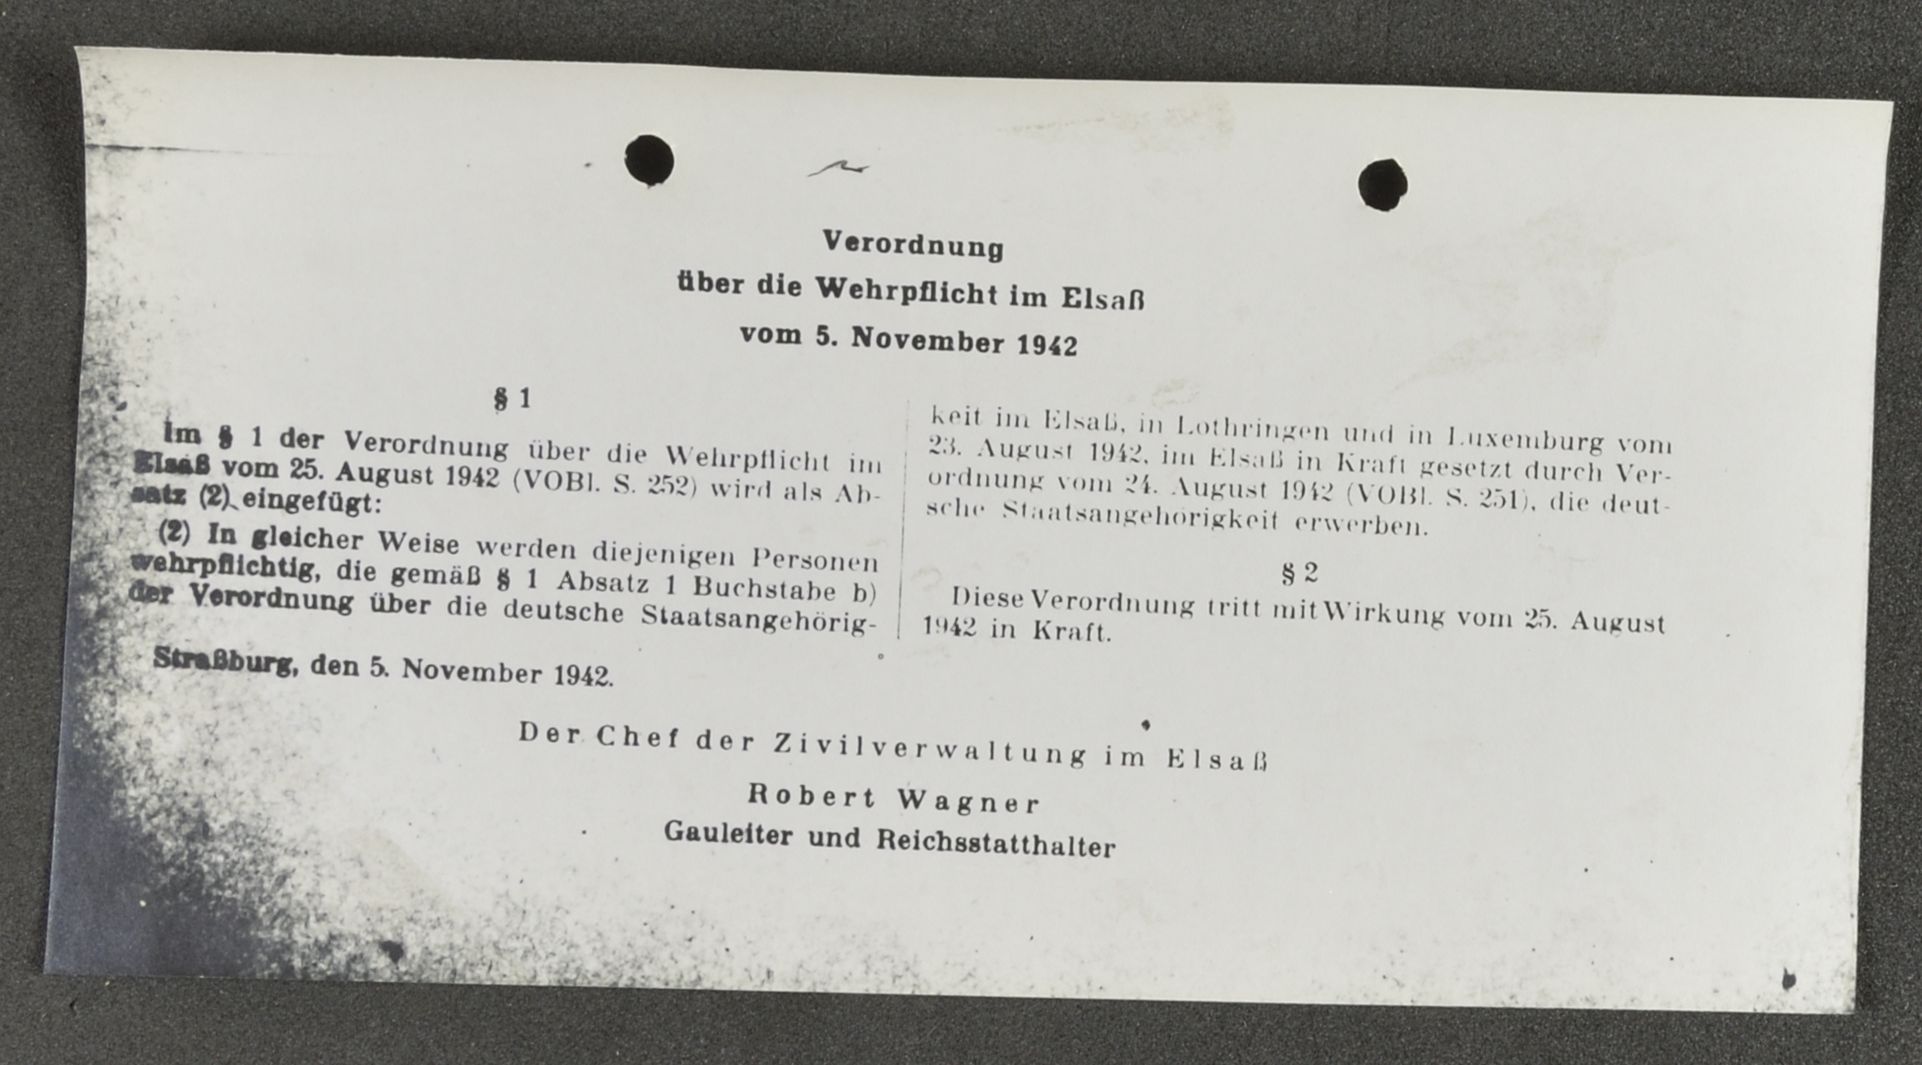 Verordnung
über die Wehrpflicht im Elsaß
vom 5. November 1942
§ 1
Im § 1 der Verordnung über die Wehrpflicht im
Elsaß vom 25. August 1942 (VOBl. S. 252) wird als Ab-
satz (2) eingefügt:
(2) In gleicher Weise werden diejenigen Personen
wehrpflichtig, die gemäß § 1 Absatz 1 Buchstabe b)
der Verordnung über die deutsche Staatsangehörig-
keit im Elsaß, in Lothringen und in Luxemburg vom
23. August 1942, im Elsaß in Kraft gesetzt durch Ver-
ordnung vom 24. August 1942 (VOBl. S. 251), die deut-
sche Staatsangehörigkeit erwerben.
§ 2
Diese Verordnung tritt mit Wirkung vom 25. August
1942 in Kraft.
Straßburg, den 5. November 1942.
Der Chef der Zivilverwaltung im Elsaß
Robert Wagner
Gauleiter und Reichsstatthalter